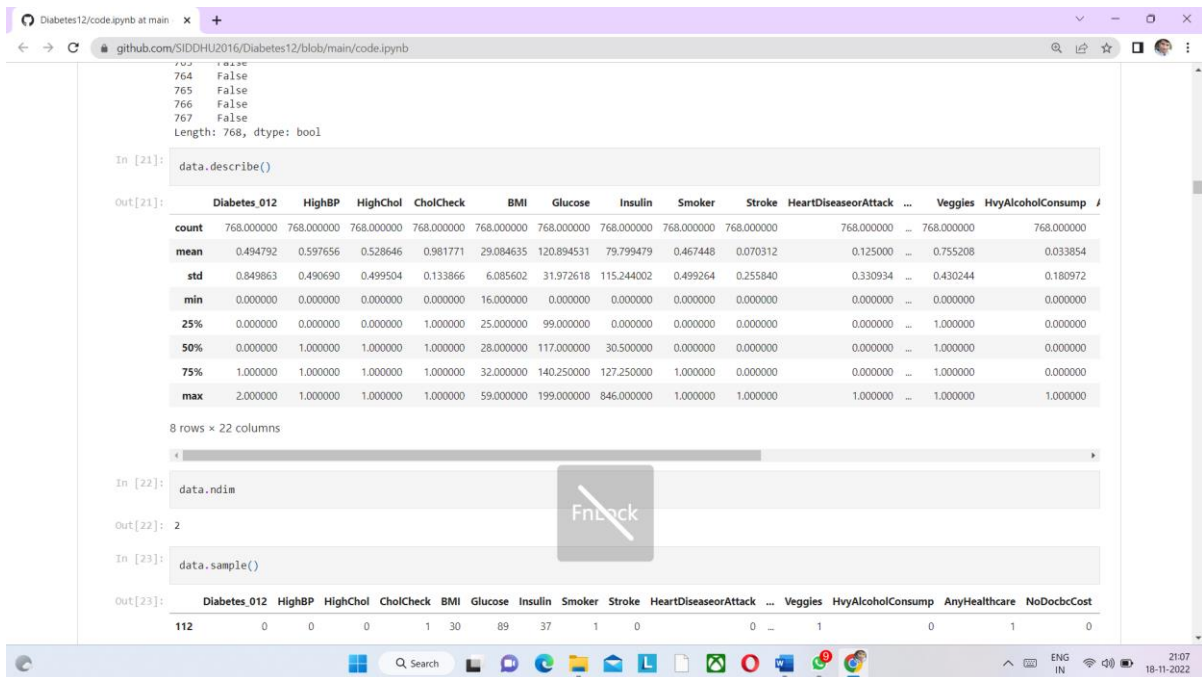 Diabetes12/code.ipynb at main
github.com/SIDDHU2016/Diabetes12/blob/main/code.ipynb
763 False
764 False
765 False
766 False
767 False
Length: 768, dtype: bool
In [21]: data.describe()
Out[21]: Diabetes_012 HighBP HighChol CholCheck BMI Glucose Insulin Smoker Stroke HeartDiseaseorAttack ... Veggies HvyAlcoholConsump
count 768.000000 768.000000 768.000000 768.000000 768.000000 768.000000 768.000000 768.000000 768.000000 768.000000 ... 768.000000 768.000000
mean 0.494792 0.597656 0.528646 0.981771 29.084635 120.894531 79.799479 0.467448 0.070312 0.125000 ... 0.755208 0.033854
std 0.849863 0.490690 0.499504 0.133866 6.085602 31.972618 115.244002 0.499264 0.255840 0.330934 ... 0.430244 0.180972
min 0.000000 0.000000 0.000000 0.000000 16.000000 0.000000 0.000000 0.000000 0.000000 0.000000 ... 0.000000 0.000000
25% 0.000000 0.000000 0.000000 1.000000 25.000000 99.000000 0.000000 0.000000 0.000000 0.000000 ... 1.000000 0.000000
50% 0.000000 1.000000 1.000000 1.000000 28.000000 117.000000 30.500000 0.000000 0.000000 0.000000 ... 1.000000 0.000000
75% 1.000000 1.000000 1.000000 1.000000 32.000000 140.250000 127.250000 1.000000 0.000000 0.000000 ... 1.000000 0.000000
max 2.000000 1.000000 1.000000 1.000000 59.000000 199.000000 846.000000 1.000000 1.000000 1.000000 ... 1.000000 1.000000
8 rows × 22 columns
In [22]: data.ndim
FnLock
Out[22]: 2
In [23]: data.sample()
Out[23]: Diabetes_012 HighBP HighChol CholCheck BMI Glucose Insulin Smoker Stroke HeartDiseaseorAttack ... Veggies HvyAlcoholConsump AnyHealthcare NoDocbcCost
112 0 0 0 1 30 89 37 1 0 0 ... 1 0 1 0
Search 9 ENG 21:07
IN 18-11-2022